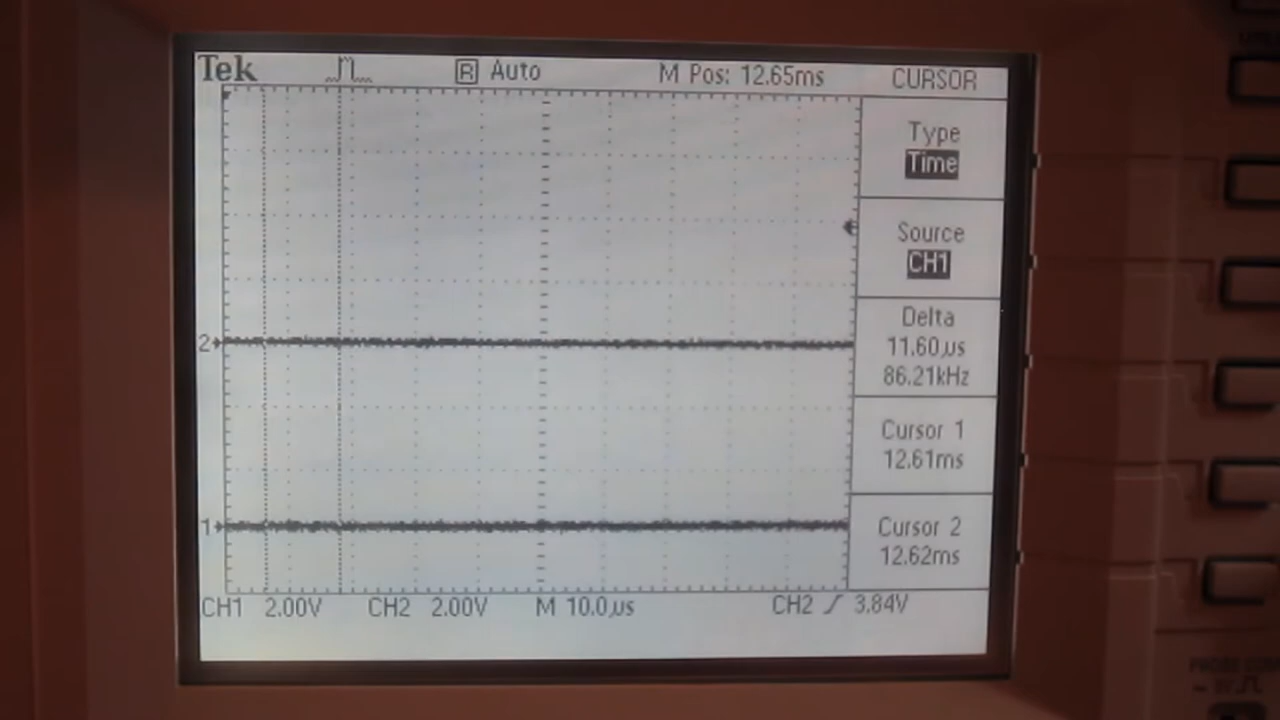 Tek R Auto M Pos: 12.65ms CURSOR
Type
Time
Source
CH1
Delta
11.60µs
86.21kHz
Cursor 1
12.61ms
Cursor 2
12.62ms
2
1
CH1 2.00V CH2 2.00V M 10.0µs CH2 3.84V